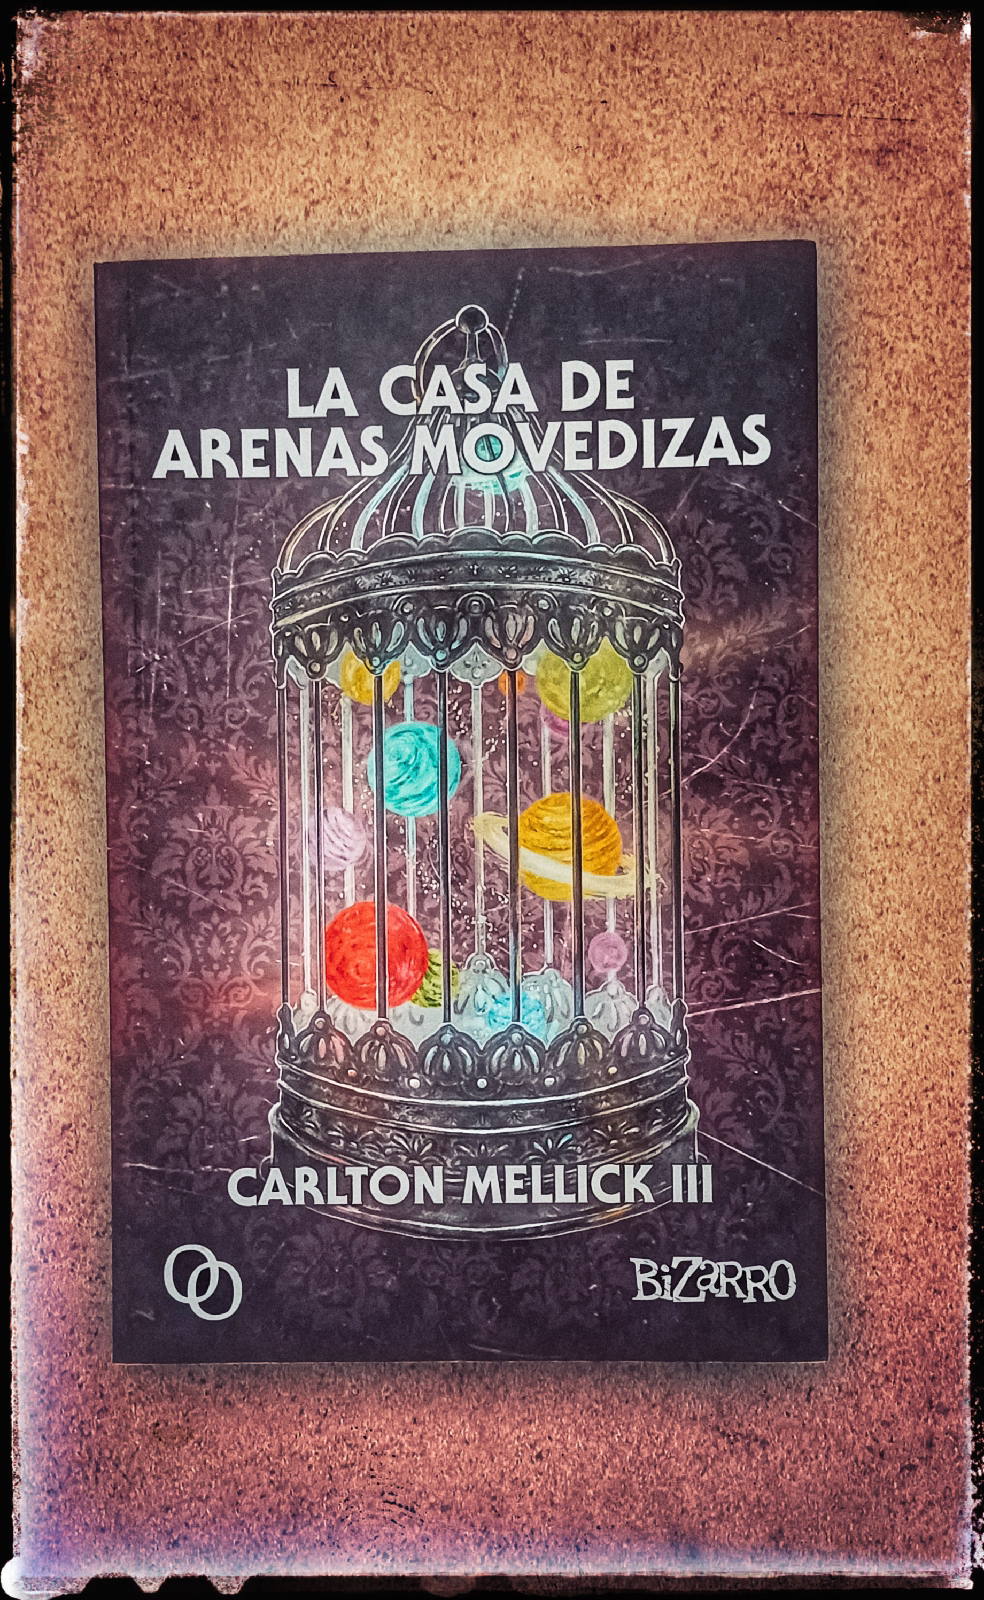 LA CASA DE
ARENAS MOVEDIZAS
CARLTON MELLICK III
BiZaRRO